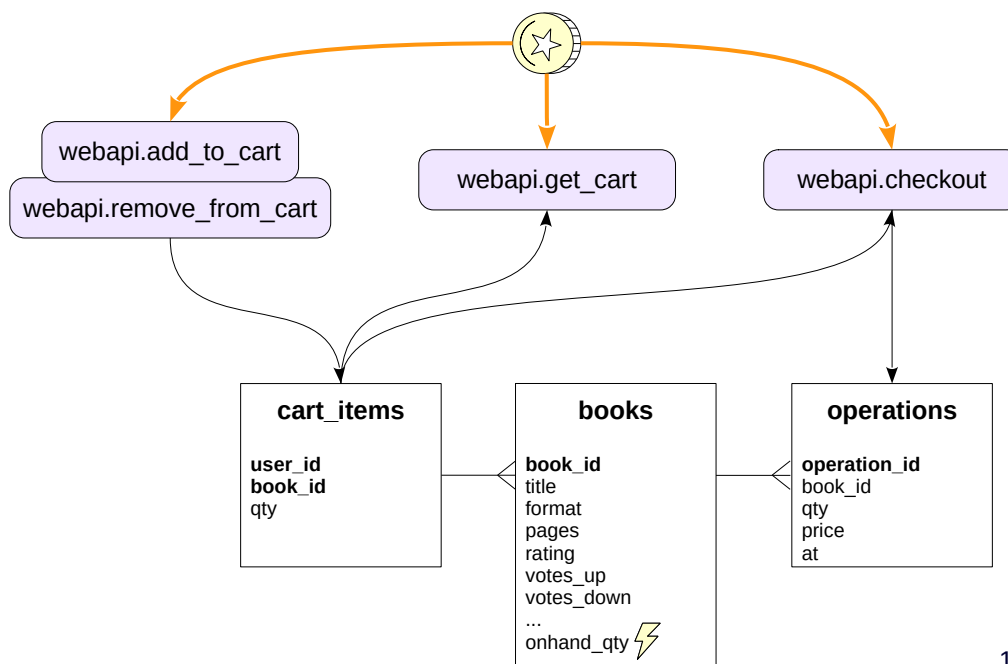 webapi.add_to_cart
webapi.remove_from_cart
webapi.get_cart
webapi.checkout
cart_items
user_id
book_id
qty
books
book_id
title
format
pages
rating
votes_up
votes_down
...
onhand_qty
operations
operation_id
book_id
qty
price
at
1